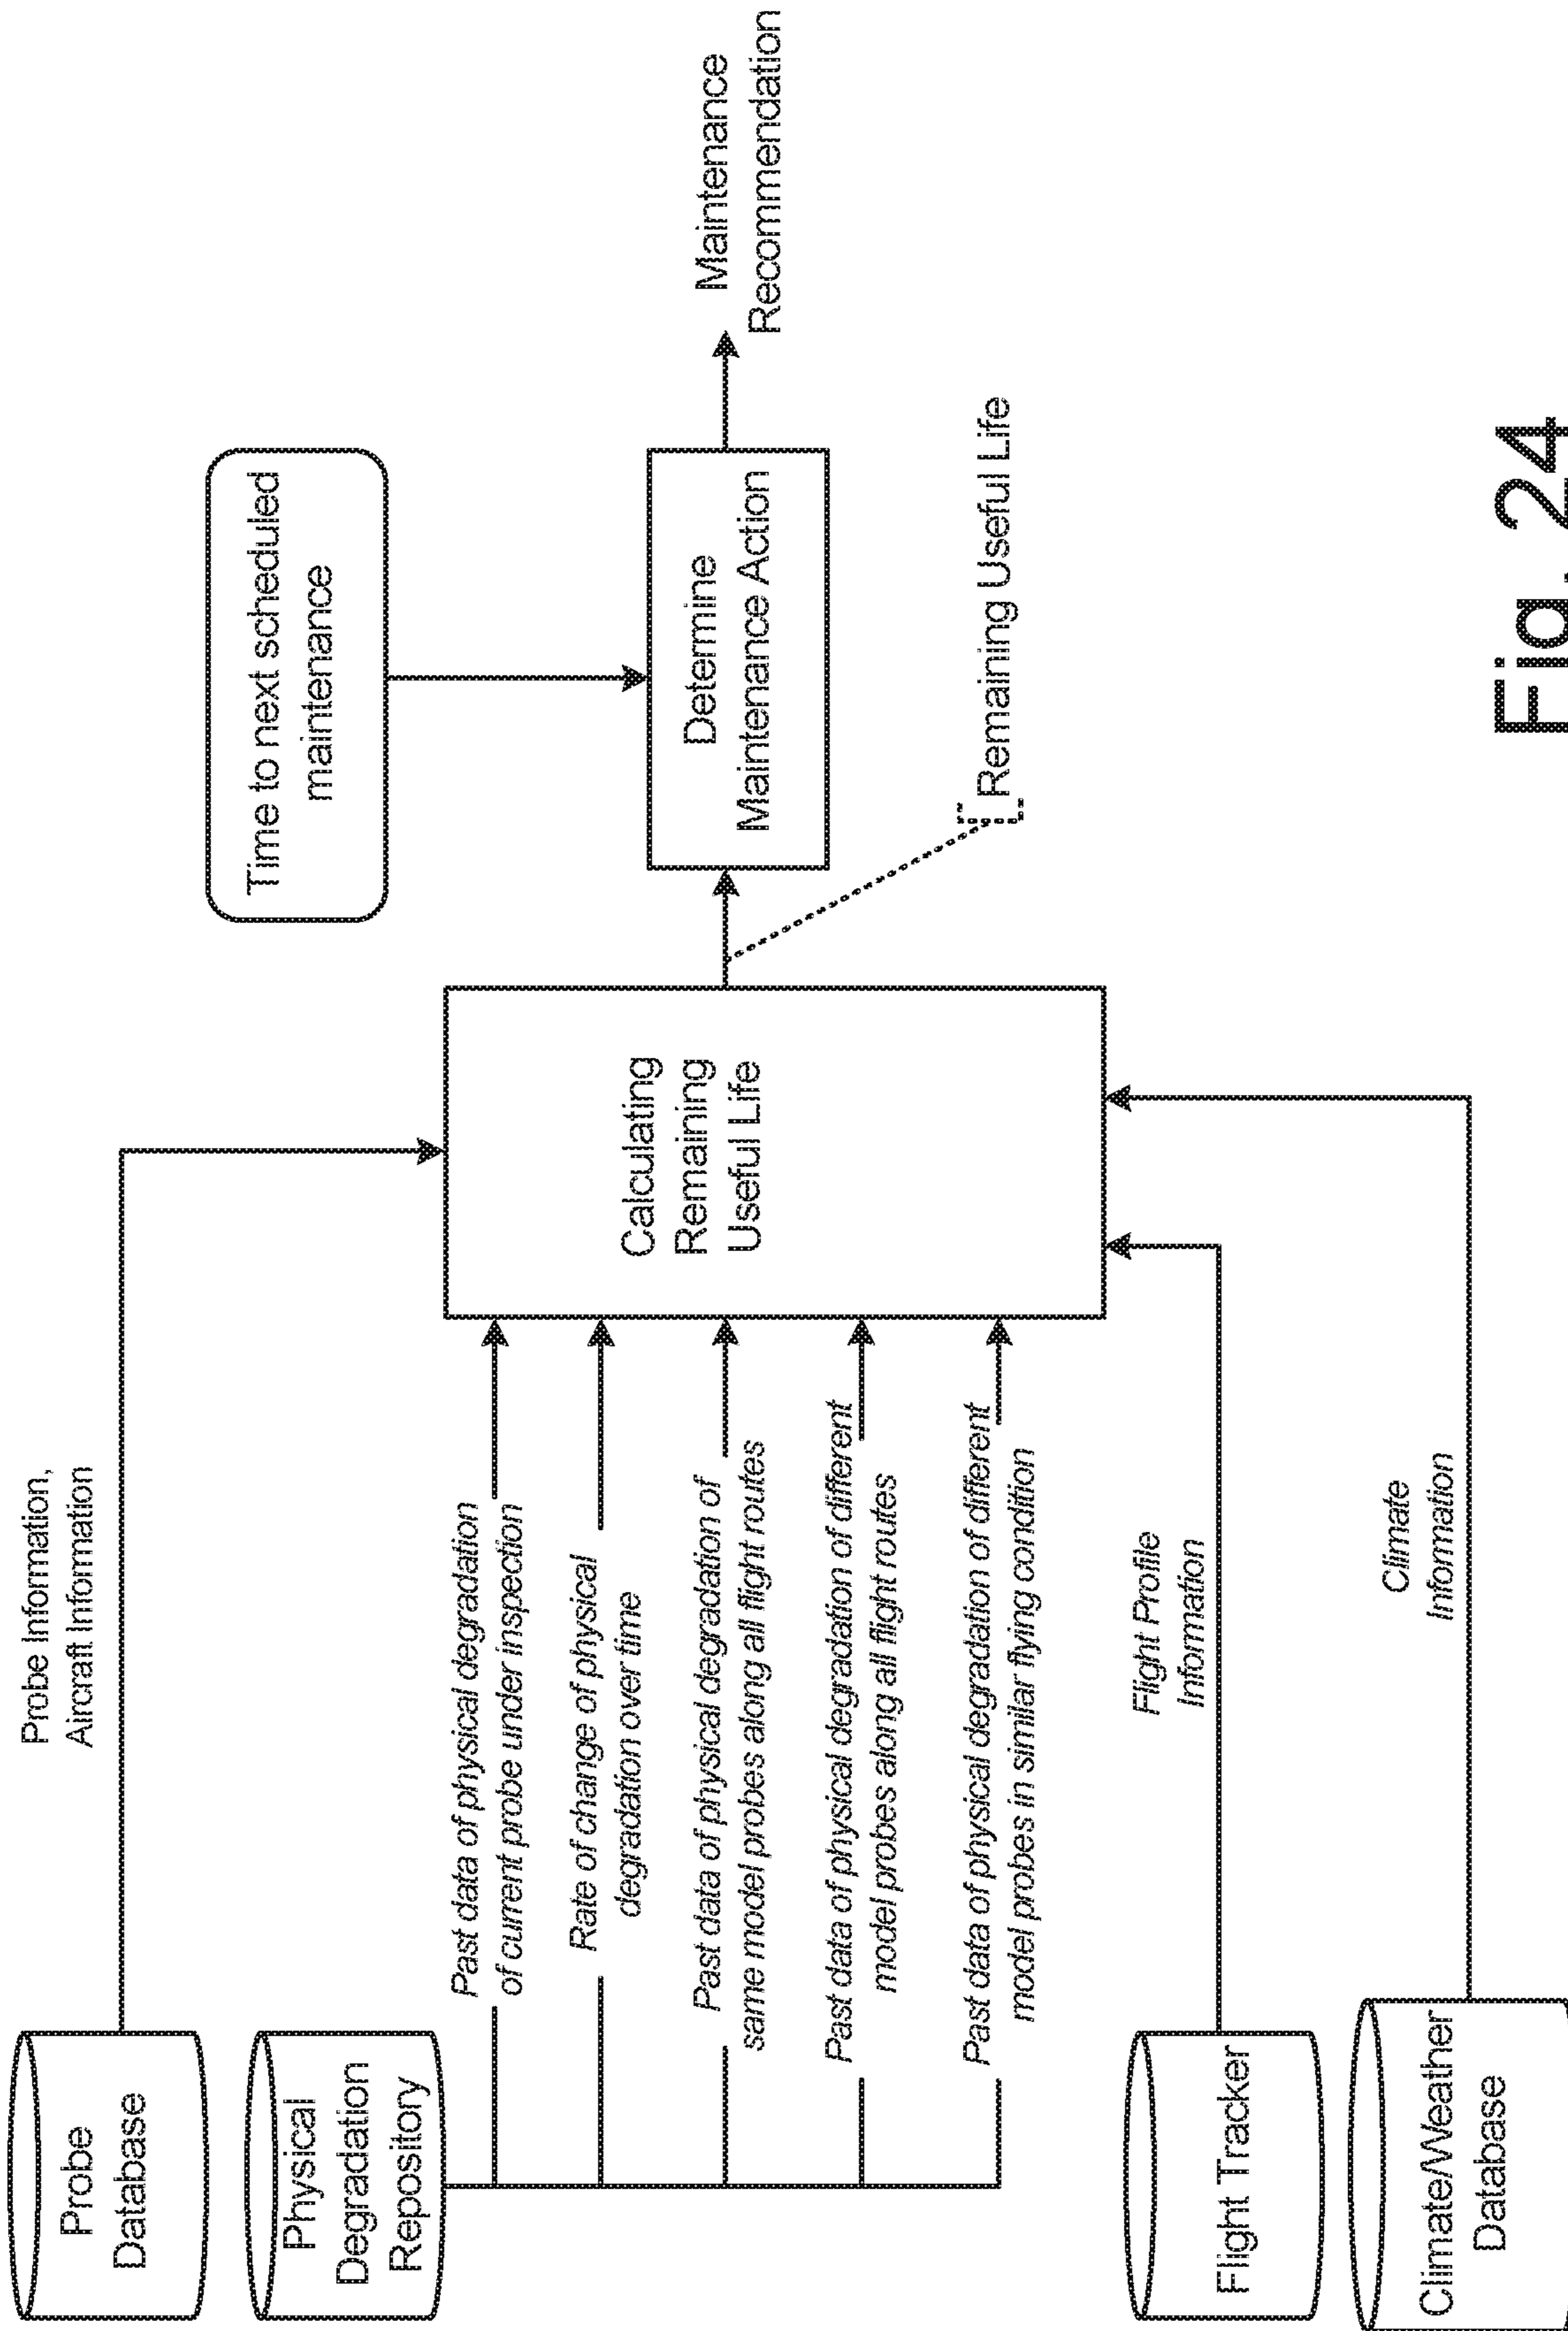 Probe
Database
Probe Information,
Aircraft Information
Physical
Degradation
Repository
Past data of physical degradation
of current probe under inspection
Rate of change of physical
degradation over time
Past data of physical degradation of
same model probes along all flight routes
Past data of physical degradation of different
model probes along all flight routes
Past data of physical degradation of different
model probes in similar flying condition
Flight Tracker
Flight Profile
Information
Climate/Weather
Database
Climate
Information
Calculating
Remaining
Useful Life
Time to next scheduled
maintenance
Determine
Maintenance Action
Remaining Useful Life
Maintenance
Recommendation
Fig. 24